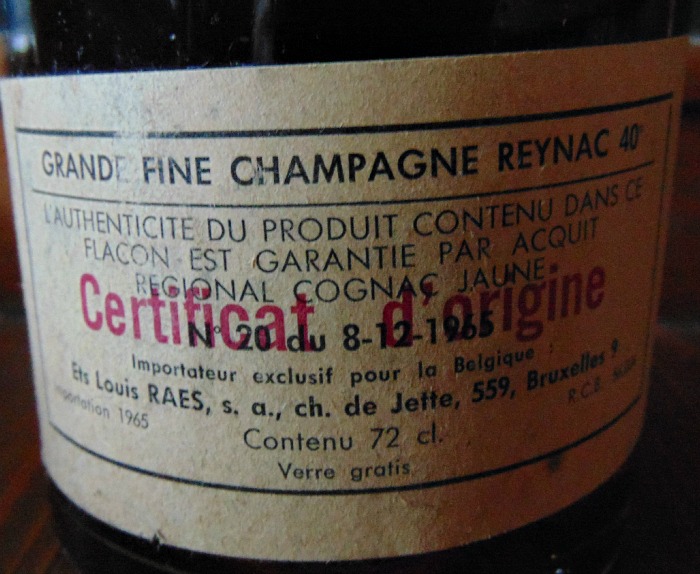 GRANDE FINE CHAMPAGNE REYNAC 40°
L'AUTHENTICITE DU PRODUIT CONTENU DANS CE
FLACON EST GARANTIE PAR ACQUIT
REGIONAL COGNAC JAUNE
Certificat d'origine
N° 20 du 8-12-1965
Importateur exclusif pour la Belgique :
Ets Louis RAES, s. a., ch. de Jette, 559, Bruxelles 9
Importation 1965 R.C.B.
Contenu 72 cl.
Verre gratis.